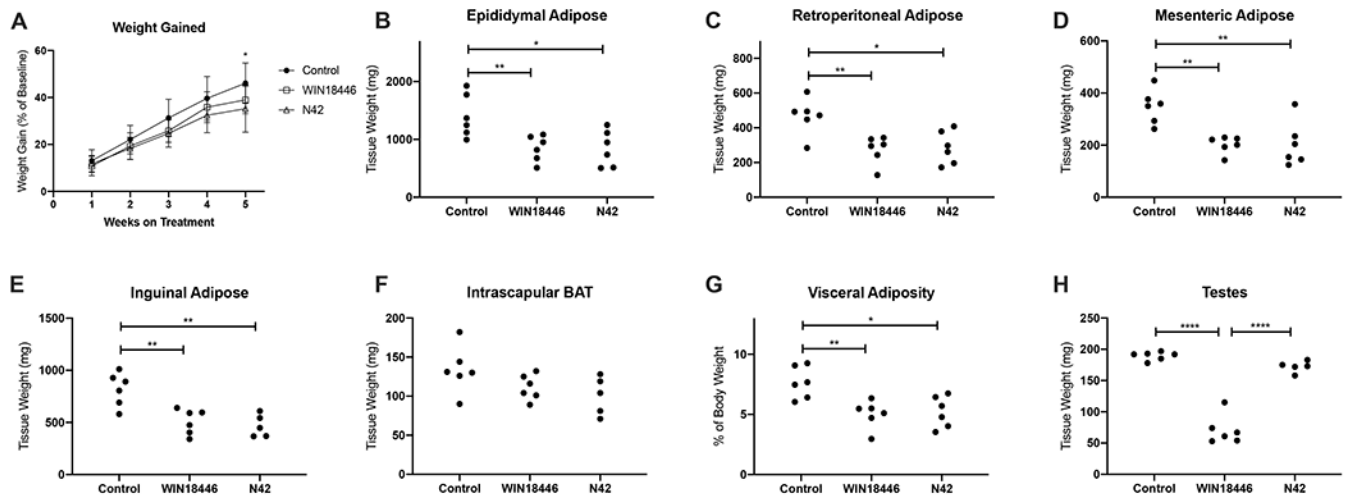 A
Weight Gained
Weight Gain (% of Baseline)
60
40
20
0
0 1 2 3 4 5
Weeks on Treatment
*
Control
WIN18446
N42
B
Epididymal Adipose
Tissue Weight (mg)
2000
1000
0
*
**
Control WIN18446 N42
C
Retroperitoneal Adipose
Tissue Weight (mg)
800
600
400
200
0
*
**
Control WIN18446 N42
D
Mesenteric Adipose
Tissue Weight (mg)
600
400
200
0
**
**
Control WIN18446 N42
E
Inguinal Adipose
Tissue Weight (mg)
1500
1000
500
0
**
**
Control WIN18446 N42
F
Intrascapular BAT
Tissue Weight (mg)
200
150
100
50
0
Control WIN18446 N42
G
Visceral Adiposity
% of Body Weight
10
5
0
*
**
Control WIN18446 N42
H
Testes
Tissue Weight (mg)
250
200
150
100
50
0
**** ****
Control WIN18446 N42